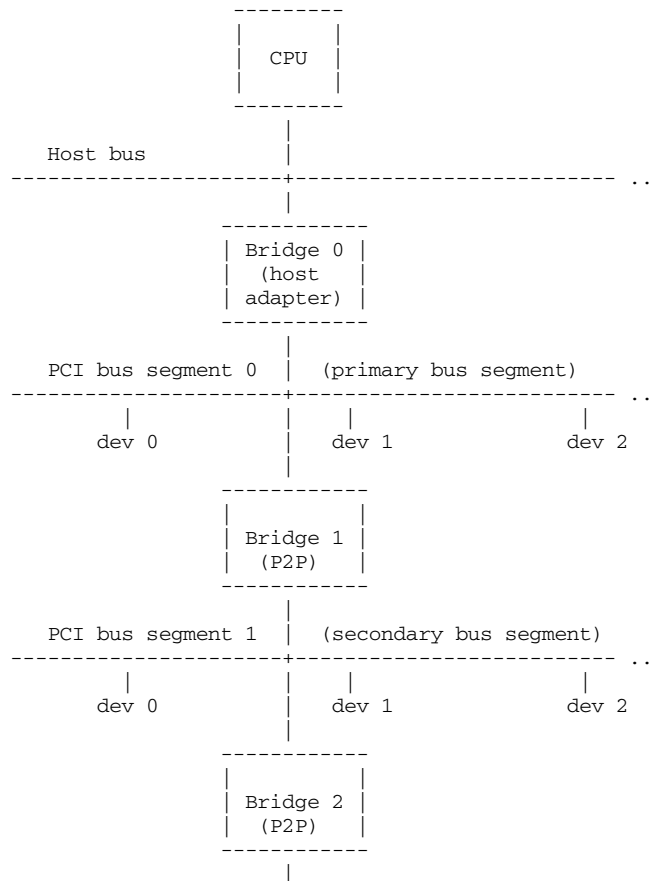 CPU
Host bus
..
Bridge 0
(host
adapter)
PCI bus segment 0 (primary bus segment)
..
dev 0 dev 1 dev 2
Bridge 1
(P2P)
PCI bus segment 1 (secondary bus segment)
..
dev 0 dev 1 dev 2
Bridge 2
(P2P)